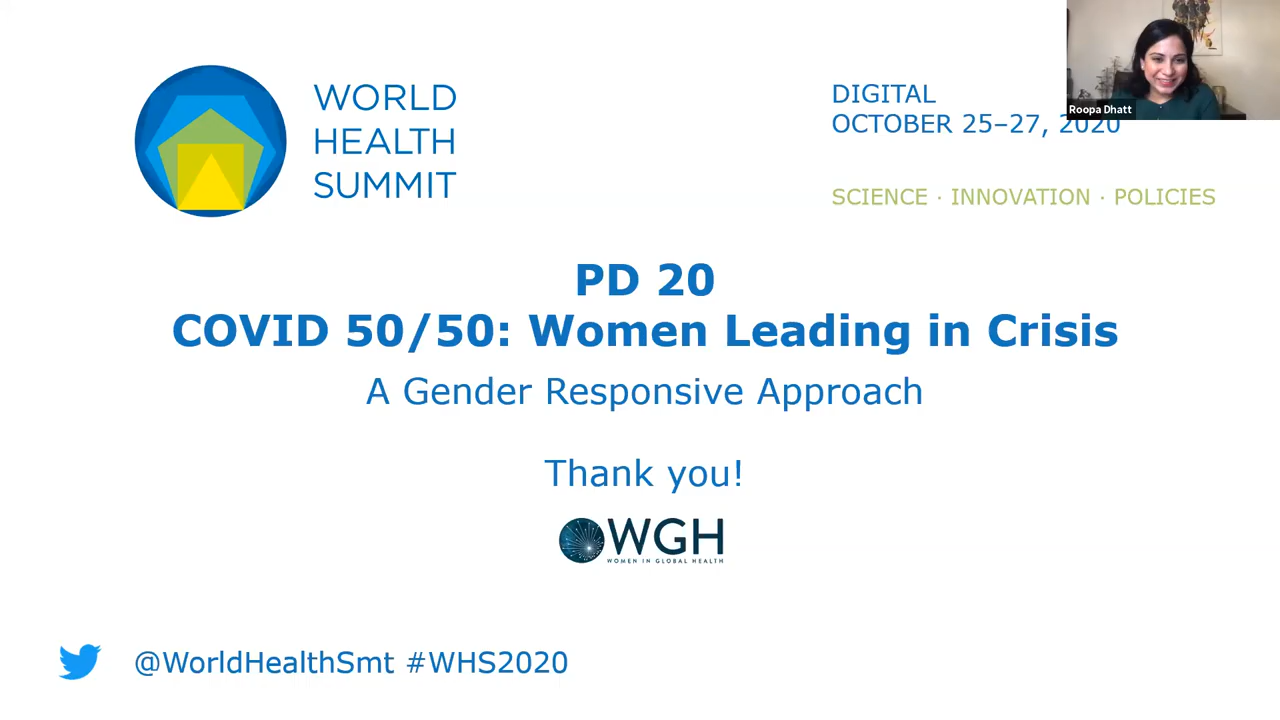 WORLD
HEALTH
SUMMIT
DIGITAL
OCTOBER 25–27, 2020
SCIENCE · INNOVATION · POLICIES
Roopa Dhatt
PD 20
COVID 50/50: Women Leading in Crisis
A Gender Responsive Approach
Thank you!
WGH
WOMEN IN GLOBAL HEALTH
@WorldHealthSmt #WHS2020